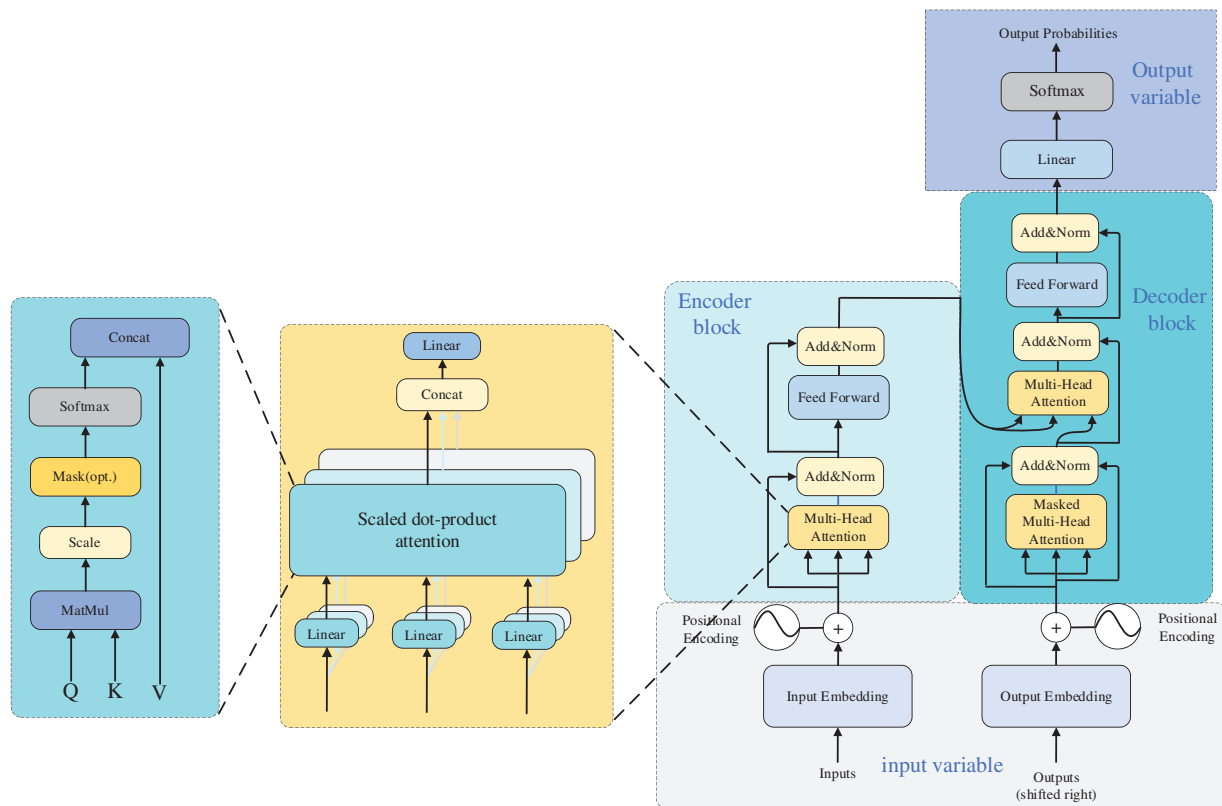 Concat
Softmax
Mask(opt.)
Scale
MatMul
Q K V
Linear
Concat
Scaled dot-product
attention
Linear Linear Linear
Encoder
block
Add&Norm
Feed Forward
Add&Norm
Multi-Head
Attention
Output Probabilities
Softmax
Linear
Output
variable
Add&Norm
Feed Forward
Decoder
block
Add&Norm
Multi-Head
Attention
Add&Norm
Masked
Multi-Head
Attention
Positional
Encoding
+
+
Positional
Encoding
Input Embedding
Output Embedding
Inputs
input variable
Outputs
(shifted right)